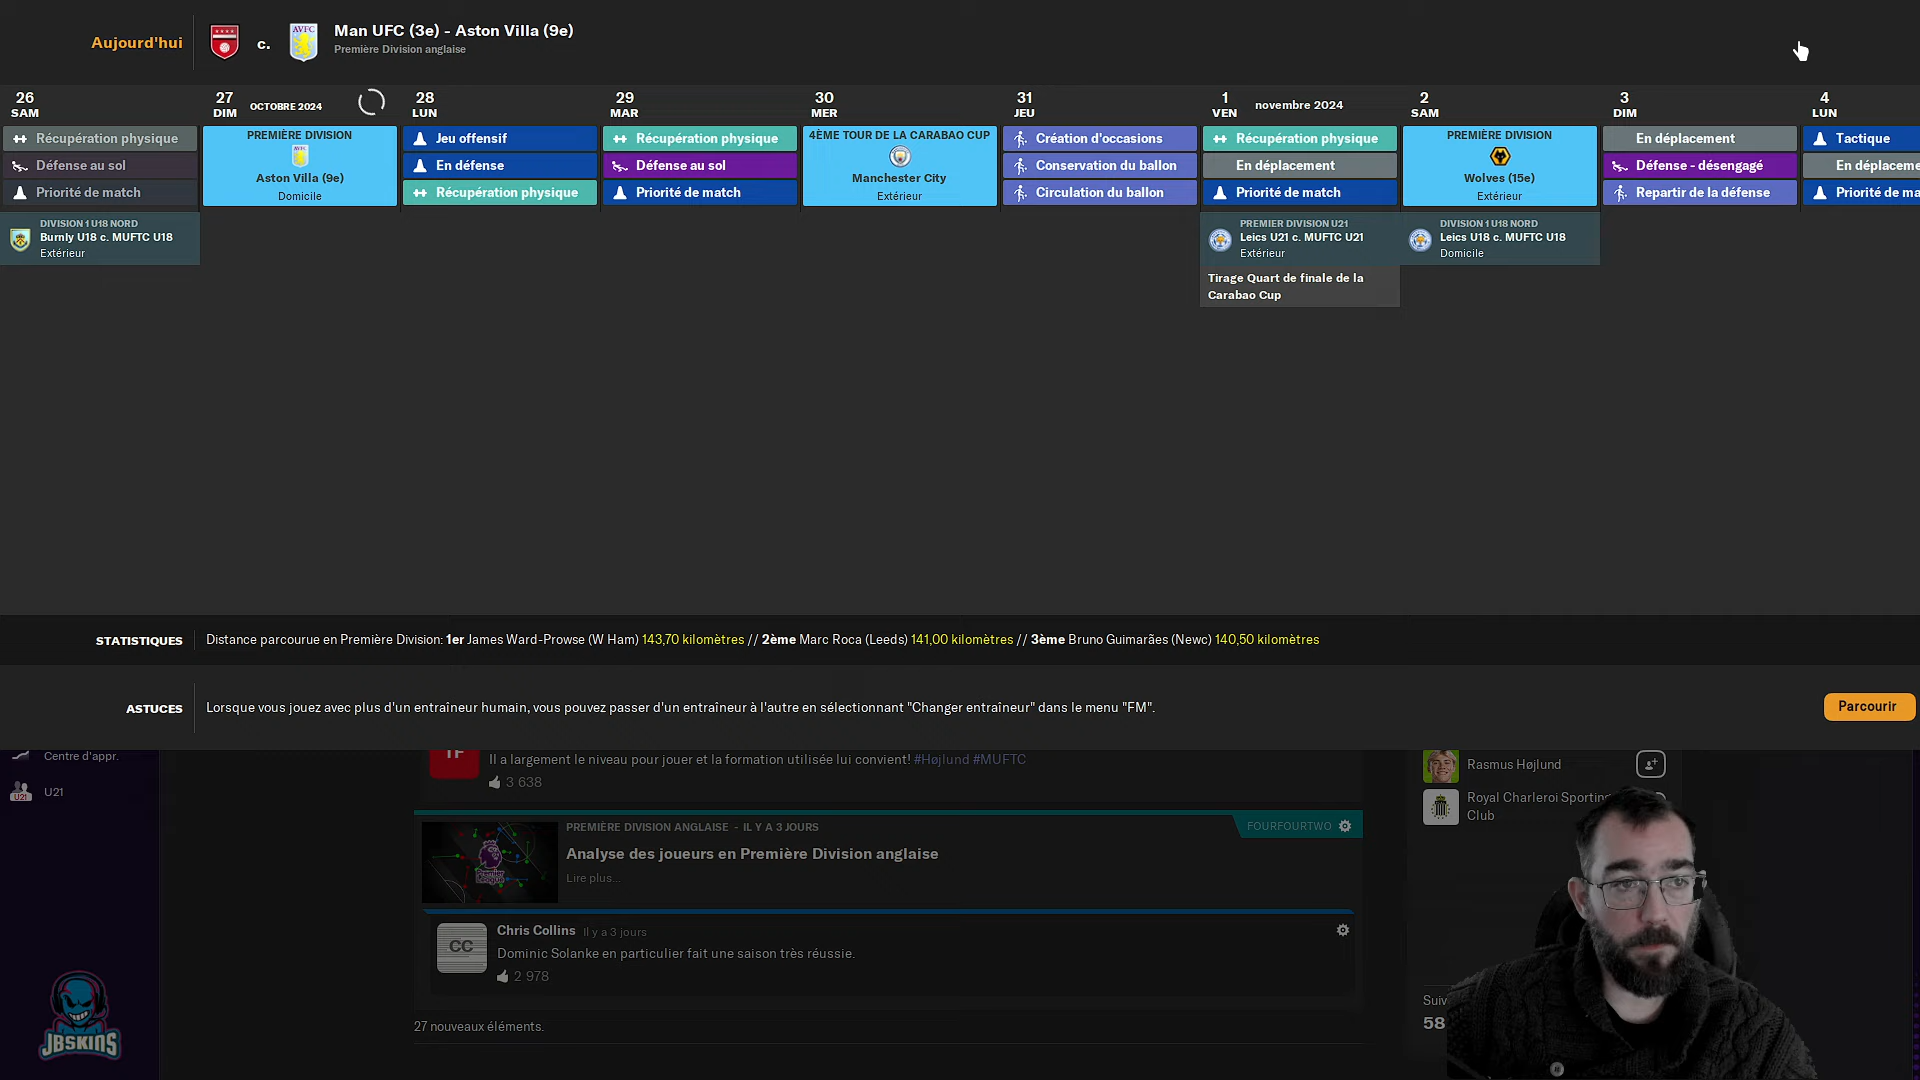 Aujourd'hui
c.
Man UFC (3e) - Aston Villa (9e)
Première Division anglaise
26
SAM
27
DIM
OCTOBRE 2024
28
LUN
29
MAR
30
MER
31
JEU
1
VEN
novembre 2024
2
SAM
3
DIM
4
LUN
Récupération physique
Défense au sol
Priorité de match
DIVISION 1 U18 NORD
Burnly U18 c. MUFTC U18
Extérieur
PREMIÈRE DIVISION
AVFC
Aston Villa (9e)
Domicile
Jeu offensif
En défense
Récupération physique
Récupération physique
Défense au sol
Priorité de match
4ÈME TOUR DE LA CARABAO CUP
Manchester City
Extérieur
Création d'occasions
Conservation du ballon
Circulation du ballon
Récupération physique
En déplacement
Priorité de match
PREMIER DIVISION U21
Leics U21 c. MUFTC U21
Extérieur
Tirage Quart de finale de la
Carabao Cup
PREMIÈRE DIVISION
Wolves (15e)
Extérieur
DIVISION 1 U18 NORD
Leics U18 c. MUFTC U18
Domicile
En déplacement
Défense - désengagé
Repartir de la défense
Tactique
En déplaceme
Priorité de ma
STATISTIQUES
Distance parcourue en Première Division: 1er James Ward-Prowse (W Ham) 143,70 kilomètres // 2ème Marc Roca (Leeds) 141,00 kilomètres // 3ème Bruno Guimarães (Newc) 140,50 kilomètres
ASTUCES
Lorsque vous jouez avec plus d'un entraîneur humain, vous pouvez passer d'un entraîneur à l'autre en sélectionnant "Changer entraîneur" dans le menu "FM".
Parcourir
Centre d'appr.
U21
U21
JBSKINS
TF
Il a largement le niveau pour jouer et la formation utilisée lui convient! #Højlund #MUFTC
3 638
PREMIÈRE DIVISION ANGLAISE - IL Y A 3 JOURS
FOURFOURTWO
Analyse des joueurs en Première Division anglaise
Lire plus...
CC
Chris Collins Il y a 3 jours
Dominic Solanke en particulier fait une saison très réussie.
2 978
27 nouveaux éléments.
Rasmus Højlund
Royal Charleroi Sporting
Club
Suiv
58